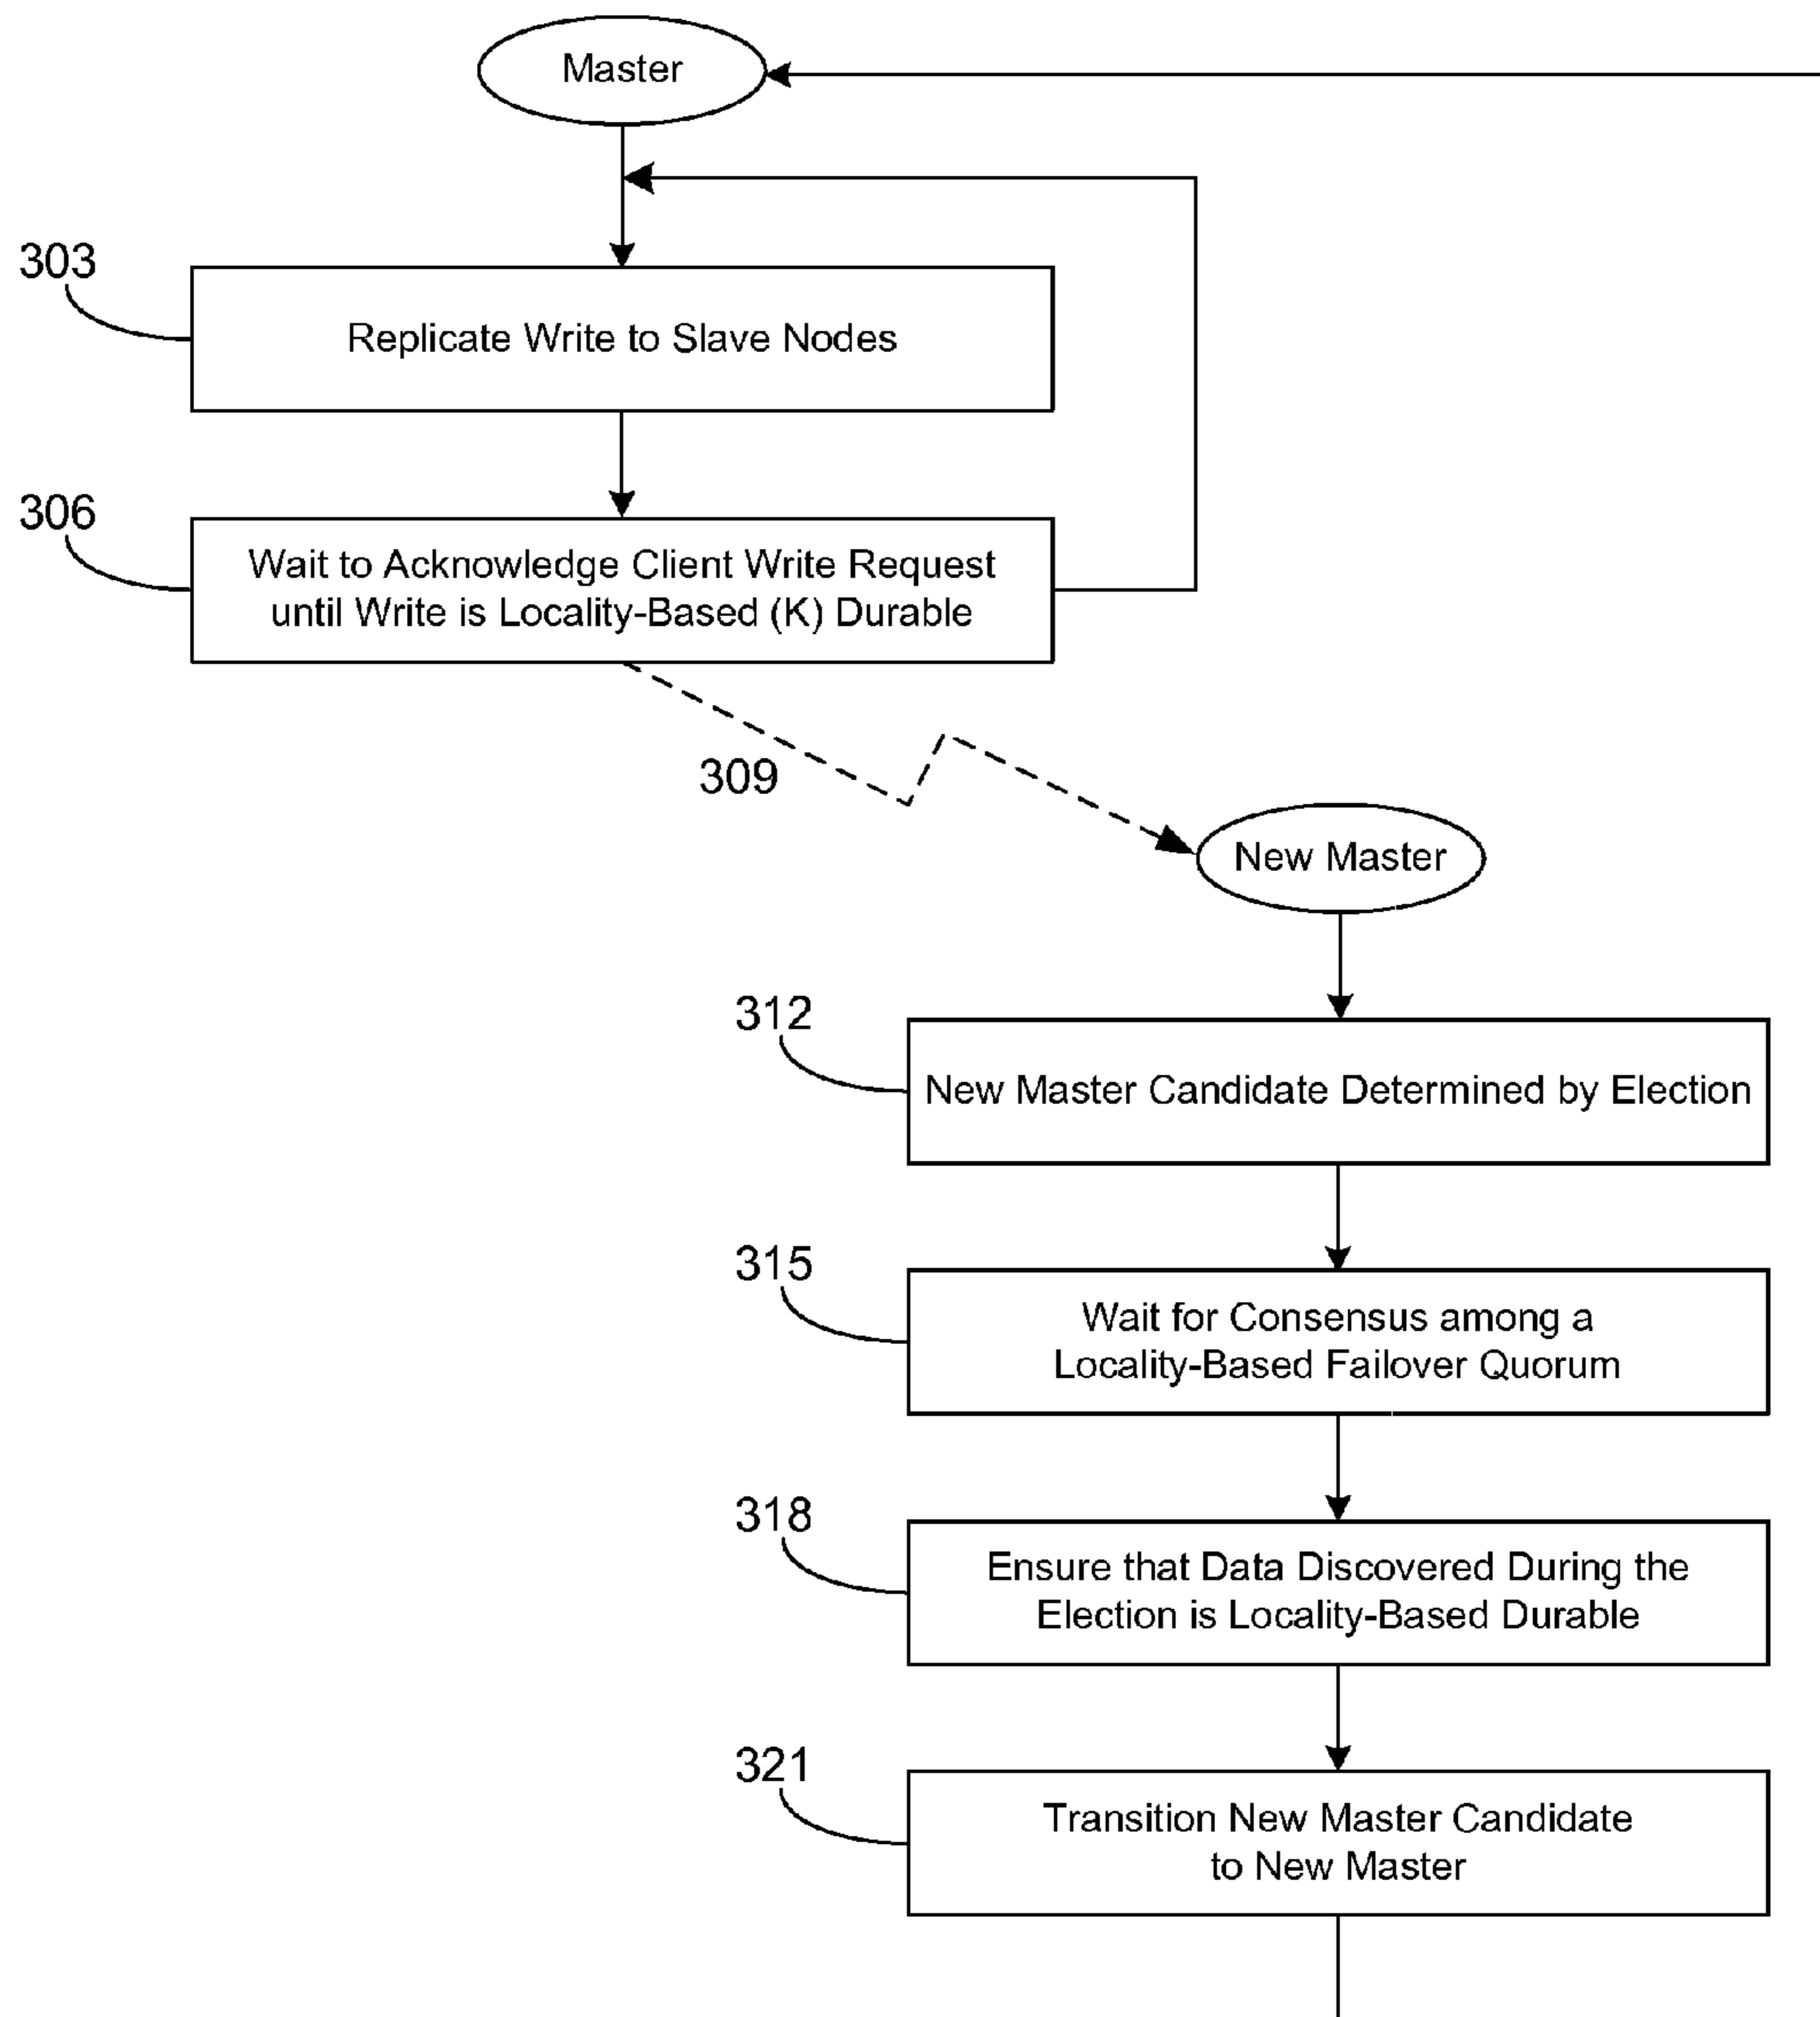 Master
303
Replicate Write to Slave Nodes
306
Wait to Acknowledge Client Write Request
until Write is Locality-Based (K) Durable
309
New Master
312
New Master Candidate Determined by Election
315
Wait for Consensus among a
Locality-Based Failover Quorum
318
Ensure that Data Discovered During the
Election is Locality-Based Durable
321
Transition New Master Candidate
to New Master